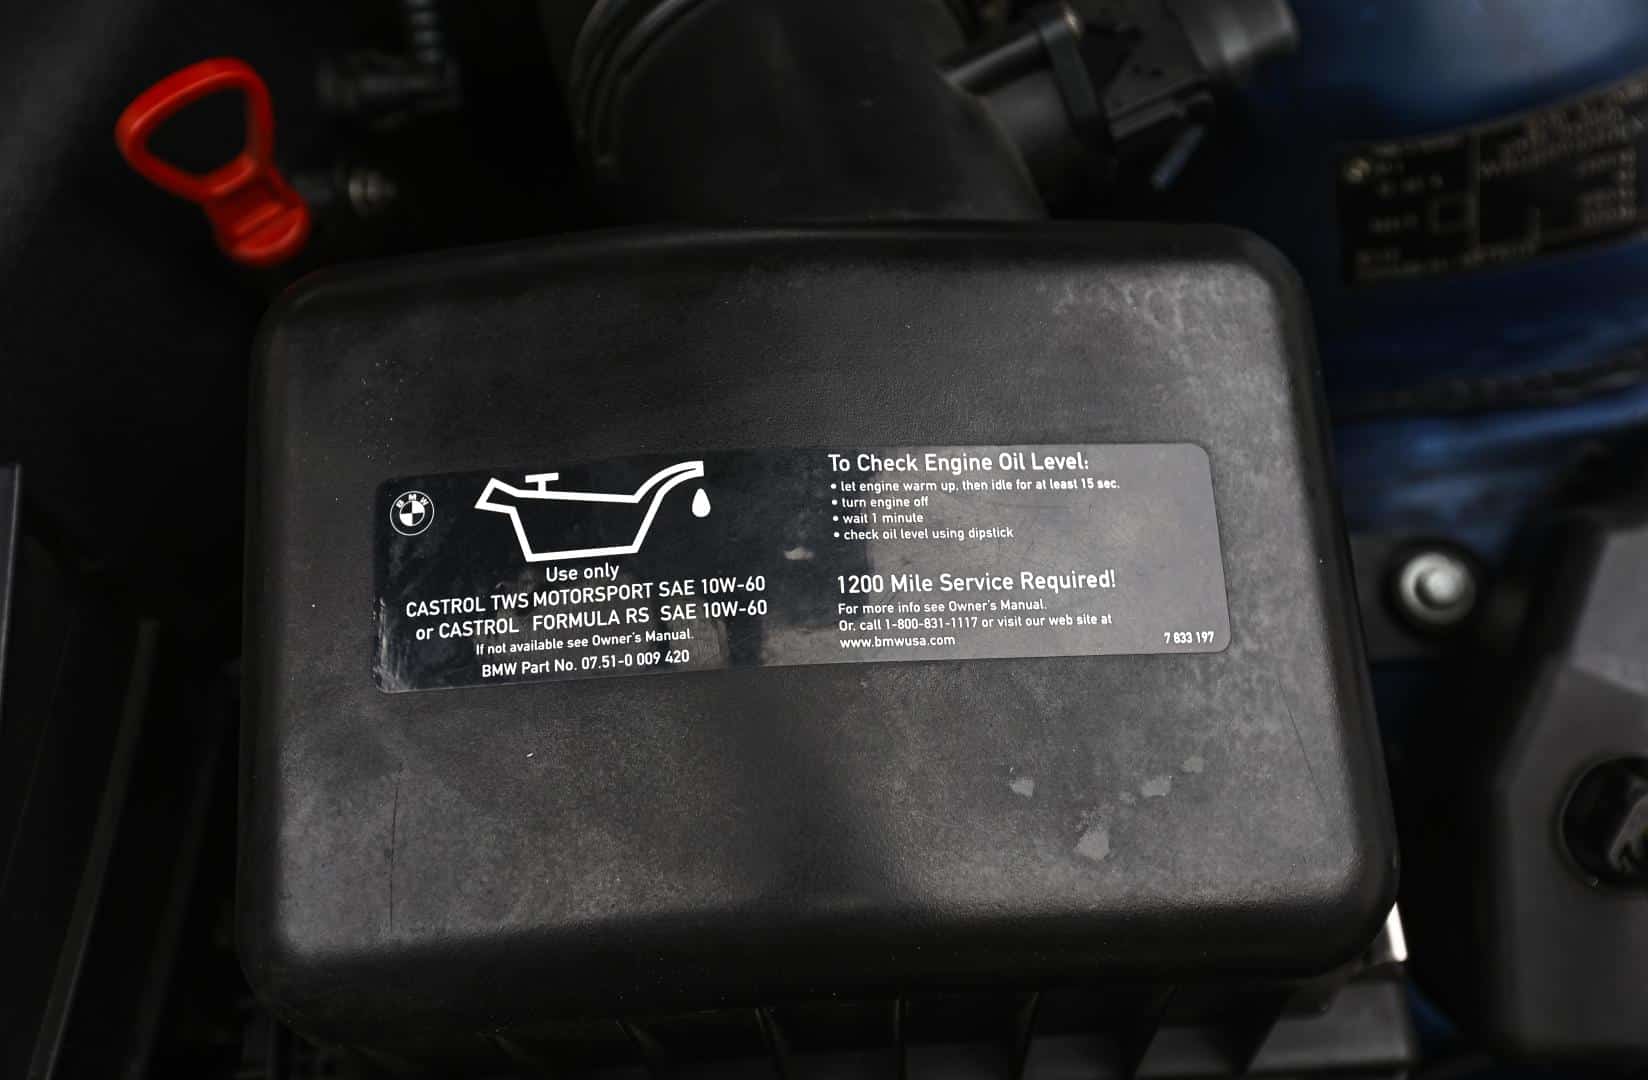 BMW
Use only
CASTROL TWS MOTORSPORT SAE 10W-60
or CASTROL FORMULA RS SAE 10W-60
If not available see Owner's Manual.
BMW Part No. 07.51-0 009 420
To Check Engine Oil Level:
• let engine warm up, then idle for at least 15 sec.
• turn engine off
• wait 1 minute
• check oil level using dipstick
1200 Mile Service Required!
For more info see Owner's Manual.
Or, call 1-800-831-1117 or visit our web site at
www.bmwusa.com
7 833 197